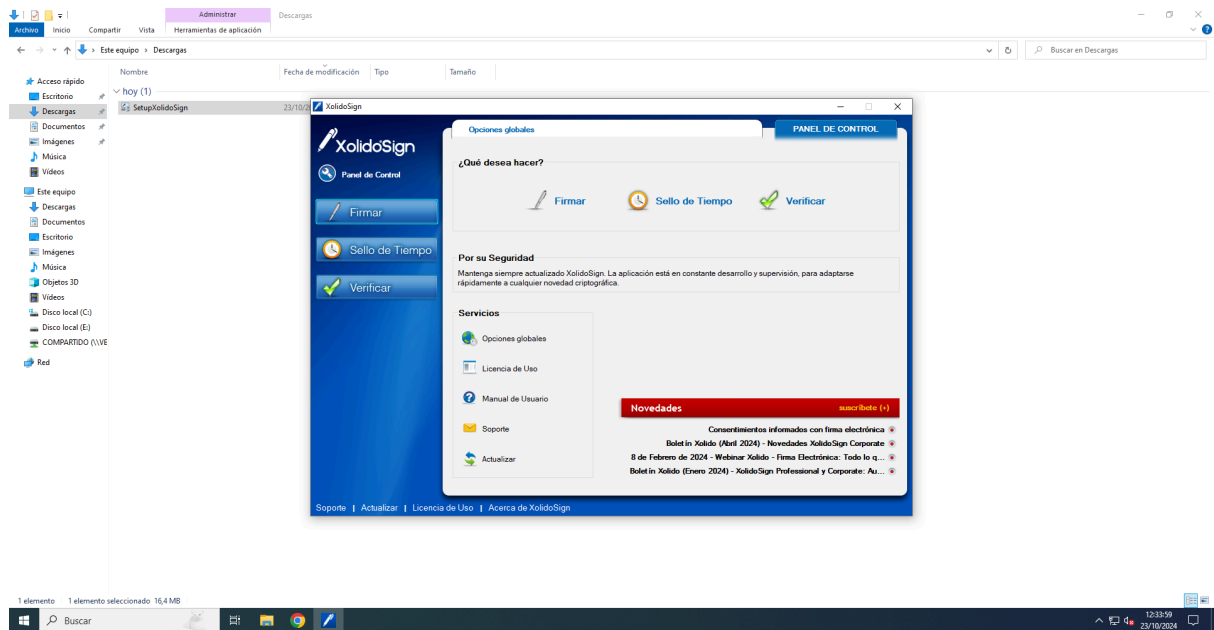 Administrar
Descargas
Archivo
Inicio
Compartir
Vista
Herramientas de aplicación
Este equipo
Descargas
Buscar en Descargas
Nombre
Fecha de modificación
Tipo
Tamaño
Acceso rápido
Escritorio
Descargas
Documentos
Imágenes
Música
Vídeos
Este equipo
Descargas
Documentos
Escritorio
Imágenes
Música
Objetos 3D
Vídeos
Disco local (C:)
Disco local (E:)
COMPARTIDO (\\VE
Red
hoy (1)
SetupXolidoSign
23/10/2
XolidoSign
XolidoSign
Panel de Control
Firmar
Sello de Tiempo
Verificar
Opciones globales
PANEL DE CONTROL
¿Qué desea hacer?
Firmar
Sello de Tiempo
Verificar
Por su Seguridad
Mantenga siempre actualizado XolidoSign. La aplicación está en constante desarrollo y supervisión, para adaptarse
rápidamente a cualquier novedad criptográfica.
Servicios
Opciones globales
Licencia de Uso
Manual de Usuario
Soporte
Actualizar
Novedades
suscríbete (+)
Consentimientos informados con firma electrónica
Boletín Xolido (Abril 2024) - Novedades XolidoSign Corporate
8 de Febrero de 2024 - Webinar Xolido - Firma Electrónica: Todo lo q...
Boletín Xolido (Enero 2024) - XolidoSign Professional y Corporate: Au...
Soporte | Actualizar | Licencia de Uso | Acerca de XolidoSign
1 elemento
1 elemento seleccionado 16,4 MB
Buscar
12:33:59
23/10/2024